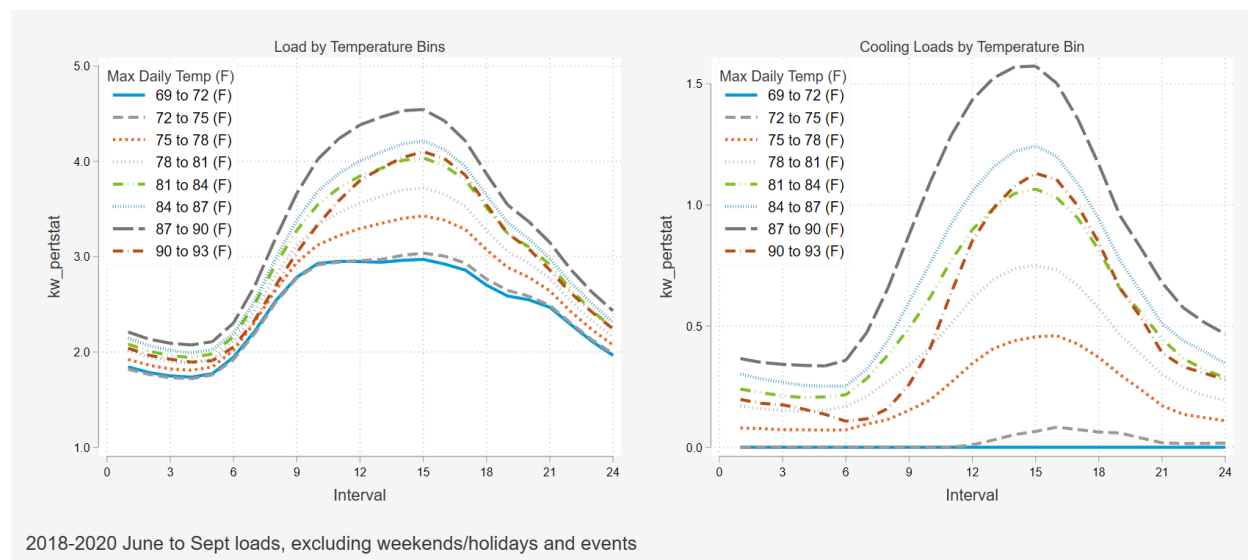 Load by Temperature Bins
Max Daily Temp (F)
69 to 72 (F)
72 to 75 (F)
75 to 78 (F)
78 to 81 (F)
81 to 84 (F)
84 to 87 (F)
87 to 90 (F)
90 to 93 (F)
kw_pertstat
5.0
4.0
3.0
2.0
1.0
0 3 6 9 12 15 18 21 24
Interval
Cooling Loads by Temperature Bin
Max Daily Temp (F)
69 to 72 (F)
72 to 75 (F)
75 to 78 (F)
78 to 81 (F)
81 to 84 (F)
84 to 87 (F)
87 to 90 (F)
90 to 93 (F)
kw_pertstat
1.5
1.0
0.5
0.0
0 3 6 9 12 15 18 21 24
Interval
2018-2020 June to Sept loads, excluding weekends/holidays and events